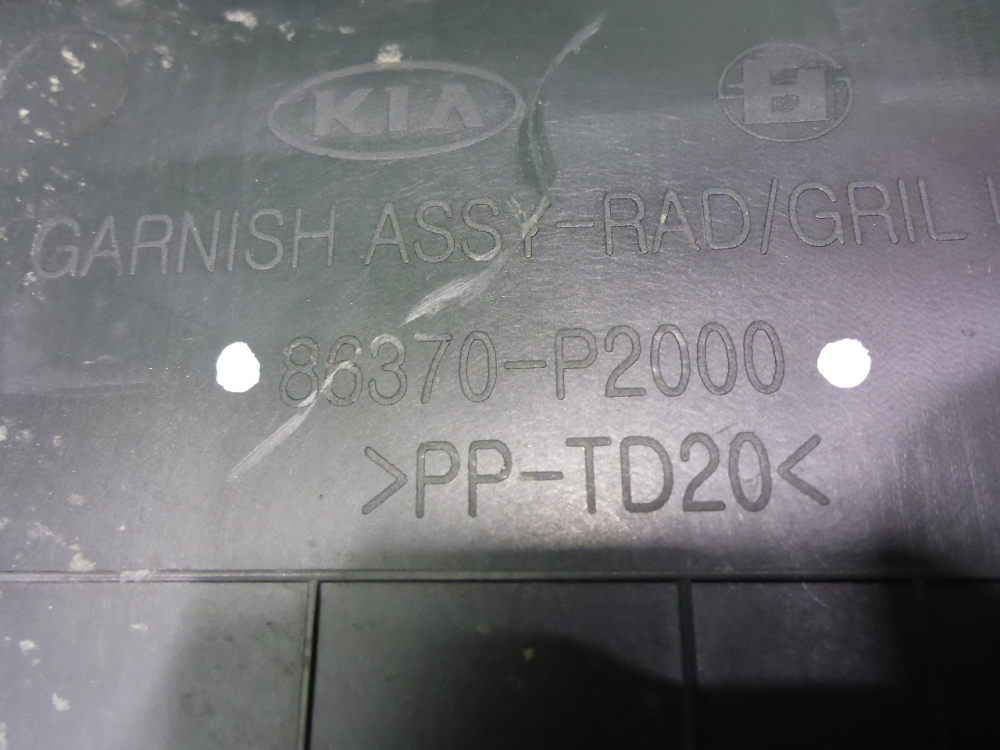 KIA
GARNISH ASSY-RAD/GRIL
86370-P2000
>PP-TD20<